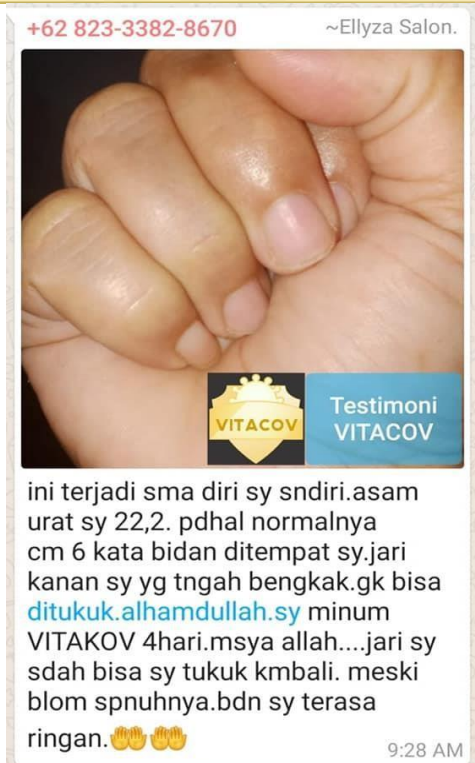 +62 823-3382-8670
~Ellyza Salon.
VITACOV
Testimoni
VITACOV
ini terjadi sma diri sy sndiri.asam
urat sy 22,2. pdhal normalnya
cm 6 kata bidan ditempat sy.jari
kanan sy yg tngah bengkak.gk bisa
ditukuk.alhamdullah.sy minum
VITAKOV 4hari.msya allah....jari sy
sdah bisa sy tukuk kmbali. meski
blom spnuhnya.bdn sy terasa
ringan.🤲🤲
9:28 AM